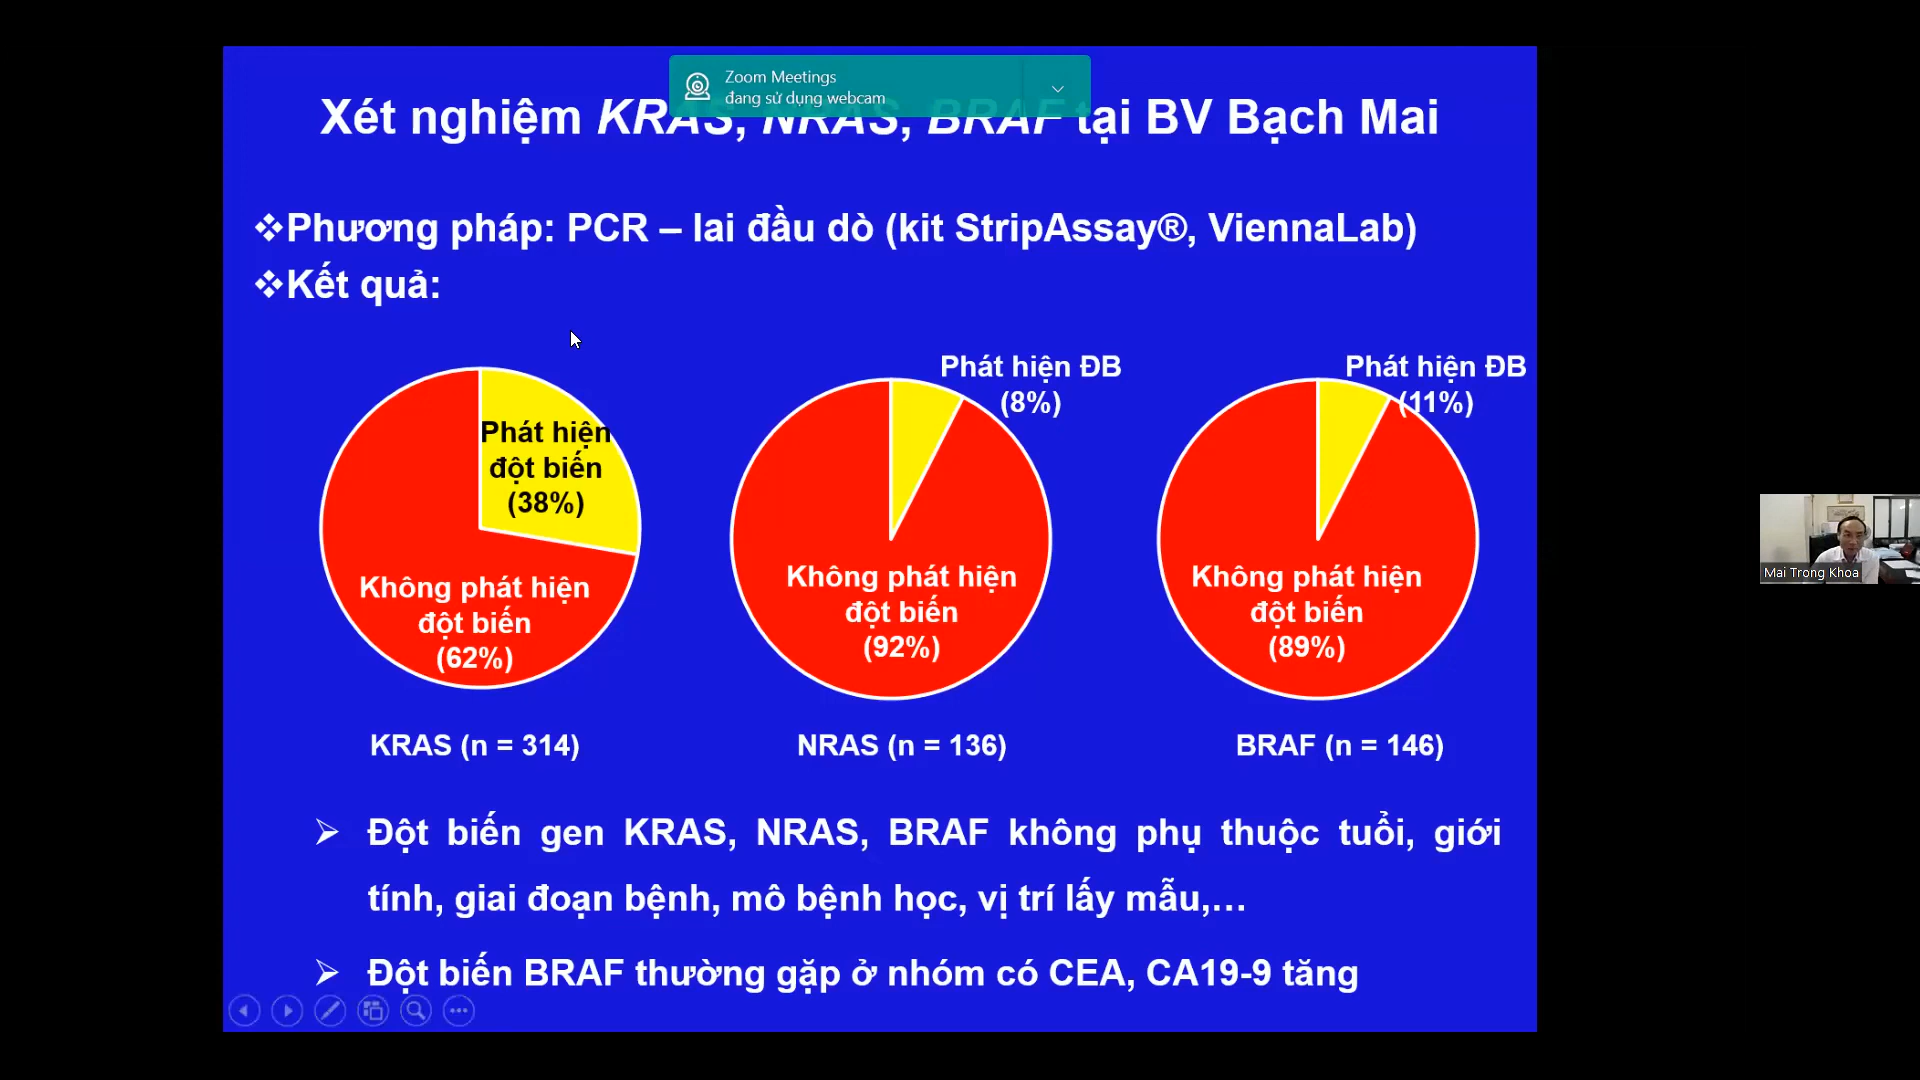 Zoom Meetings
đang sử dụng webcam
Xét nghiệm KRAS, NRAS, BRAF tại BV Bạch Mai
❖Phương pháp: PCR – lai đầu dò (kit StripAssay®, ViennaLab)
❖Kết quả:
Phát hiện
đột biến
(38%)
Không phát hiện
đột biến
(62%)
KRAS (n = 314)
Phát hiện ĐB
(8%)
Không phát hiện
đột biến
(92%)
NRAS (n = 136)
Phát hiện ĐB
(11%)
Không phát hiện
đột biến
(89%)
BRAF (n = 146)
➢ Đột biến gen KRAS, NRAS, BRAF không phụ thuộc tuổi, giới
tính, giai đoạn bệnh, mô bệnh học, vị trí lấy mẫu,…
➢ Đột biến BRAF thường gặp ở nhóm có CEA, CA19-9 tăng
Mai Trong Khoa